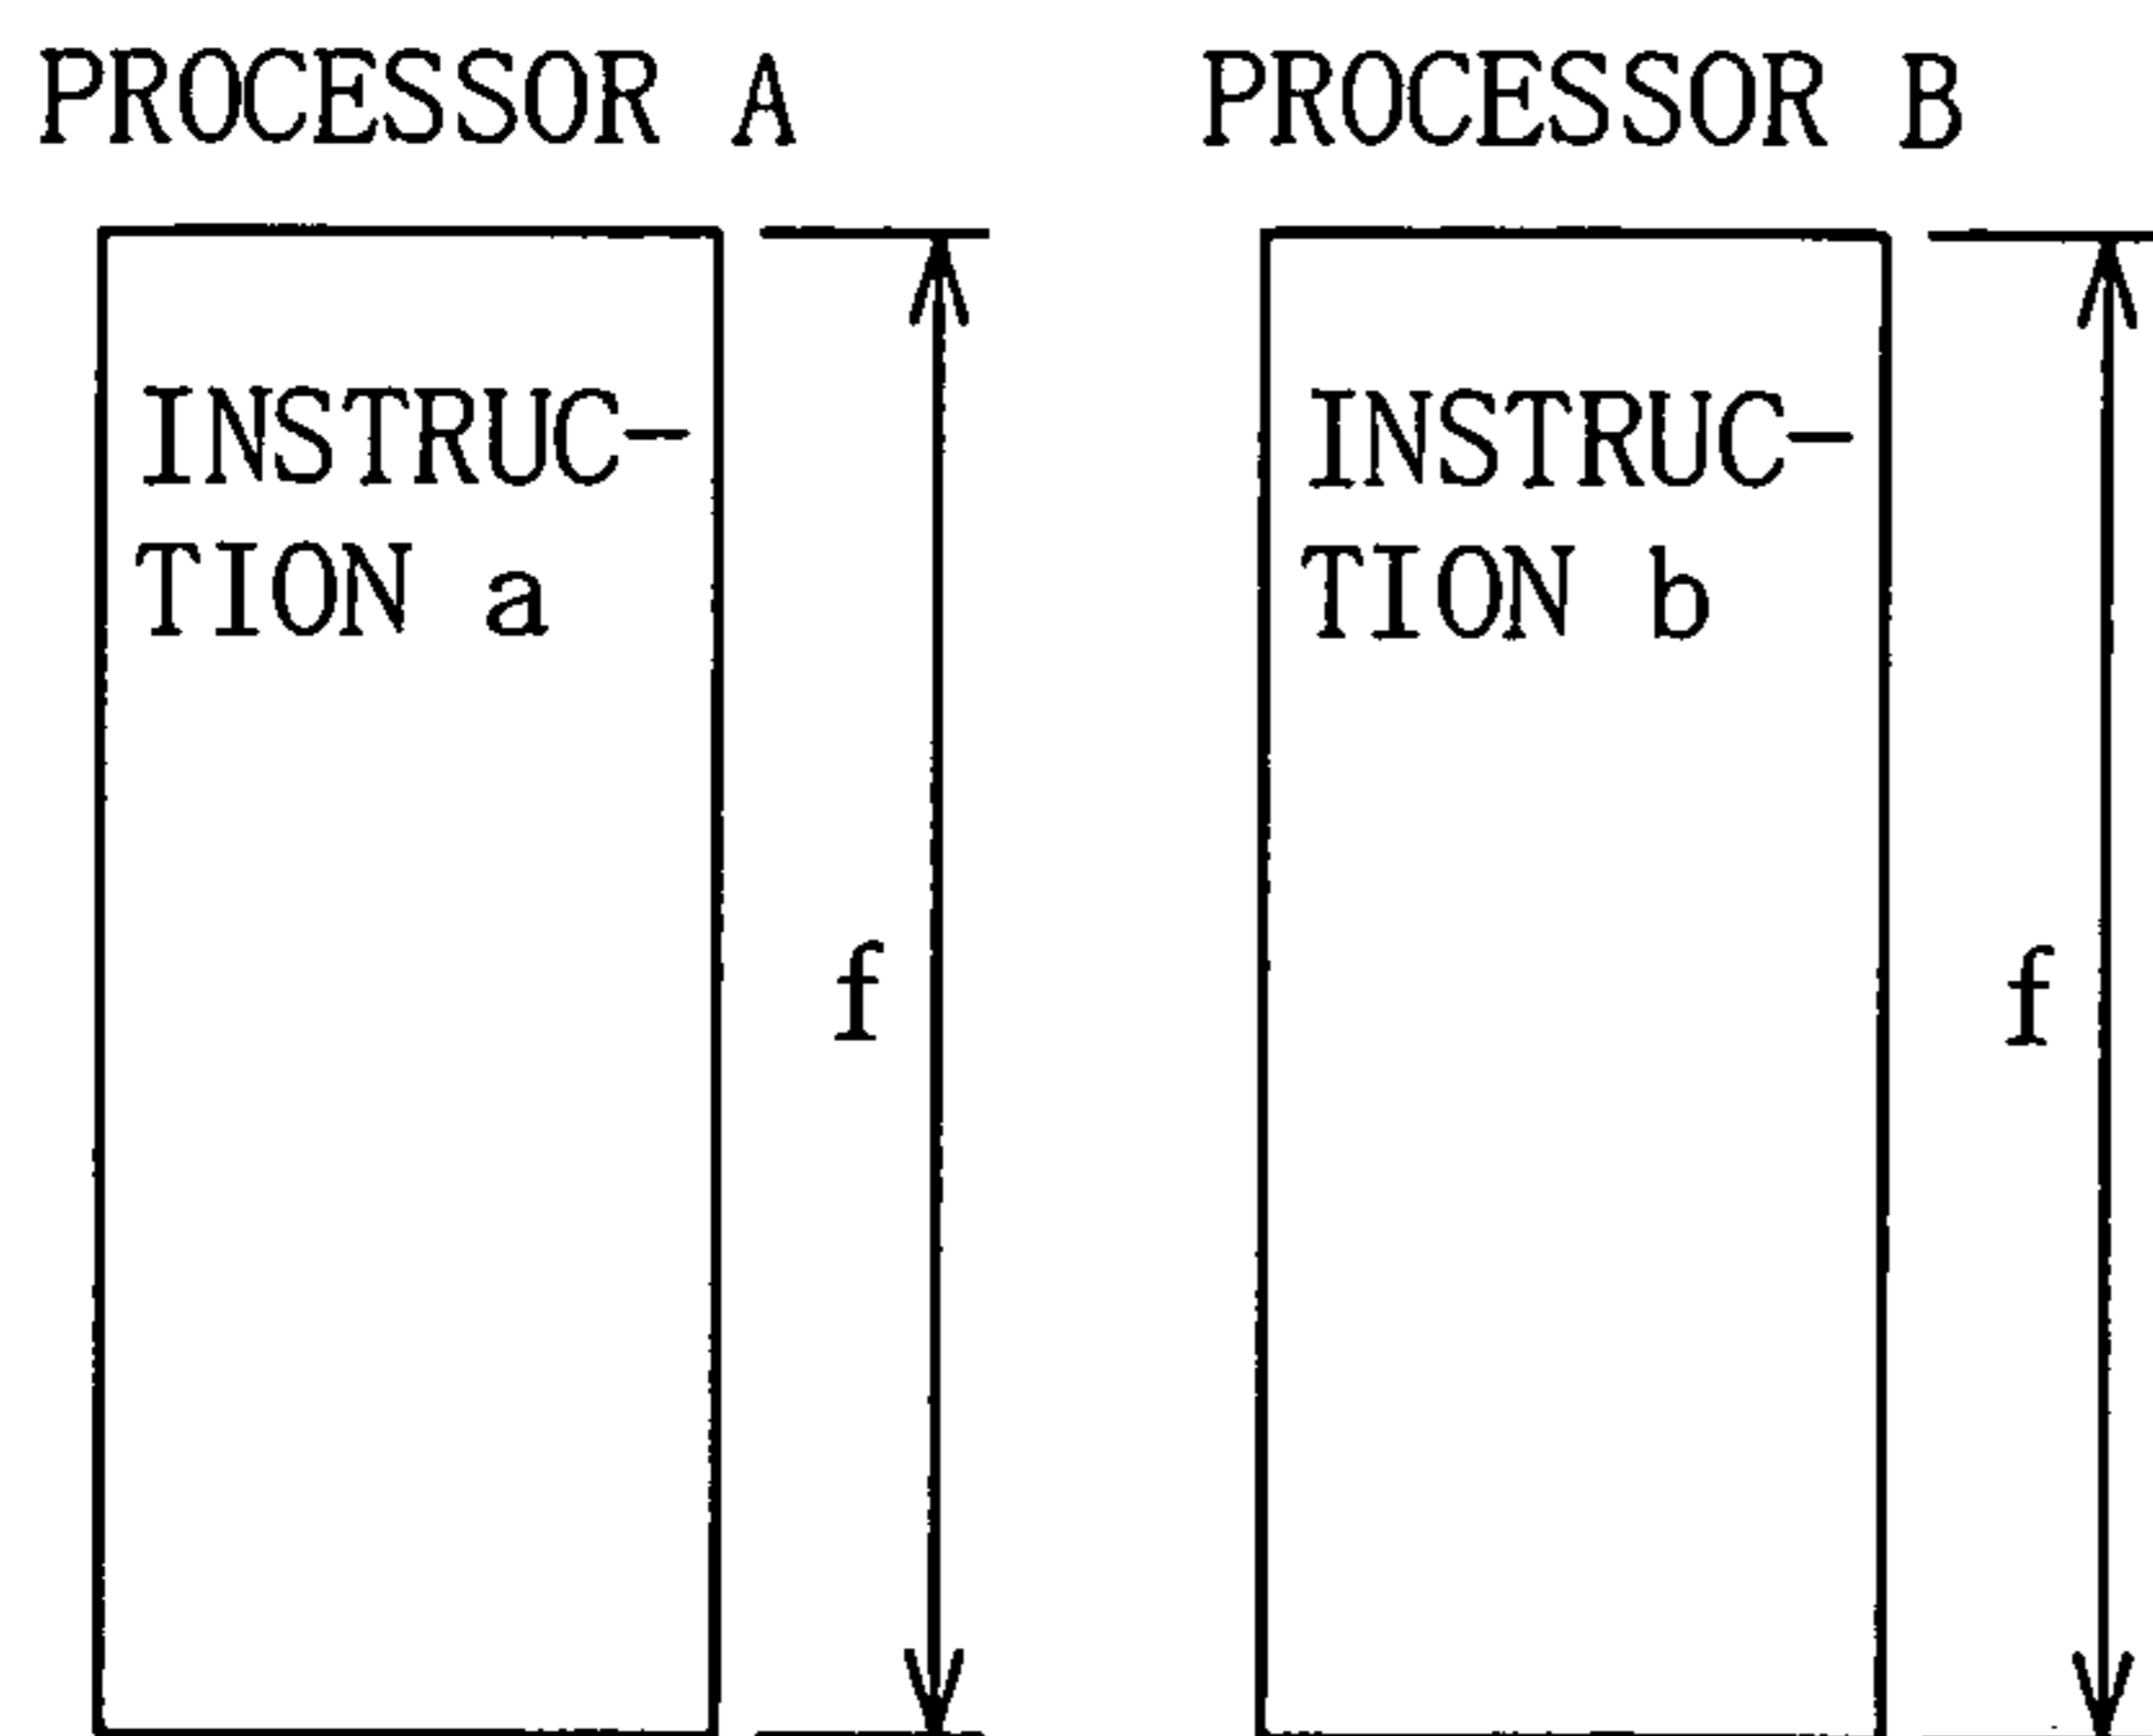 PROCESSOR A
INSTRUC-
TION a
f
PROCESSOR B
INSTRUC-
TION b
f